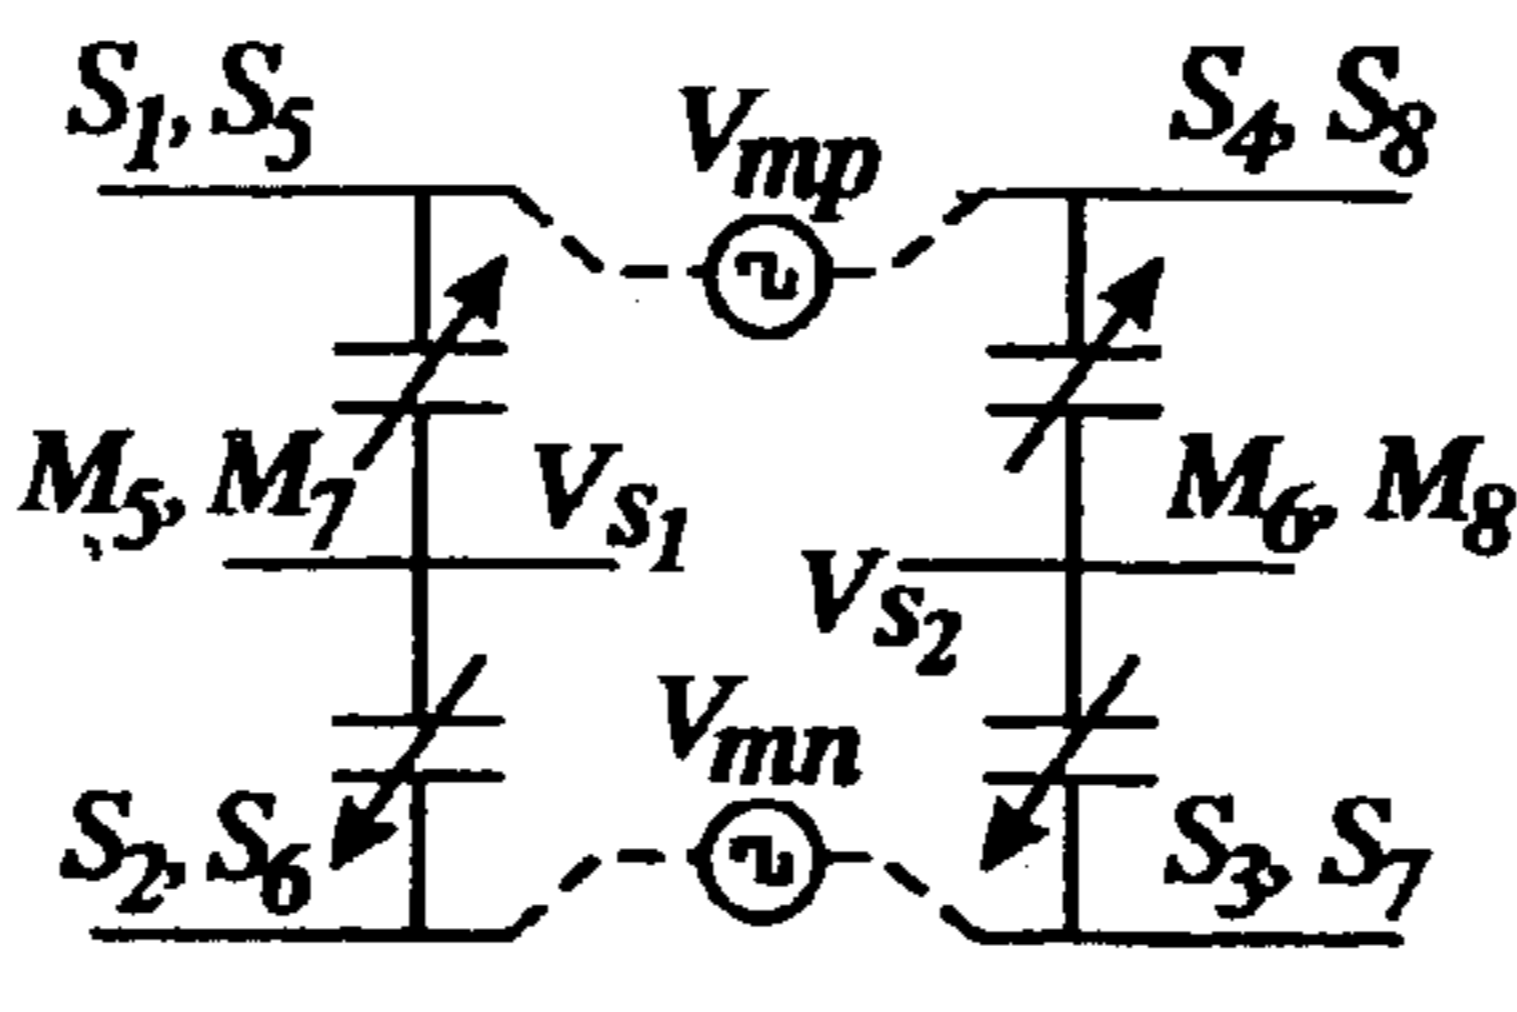 S1, S5
Vmp
S4, S8
M5, M7
Vs1
Vs2
M6, M8
Vmn
S2, S6
S3, S7